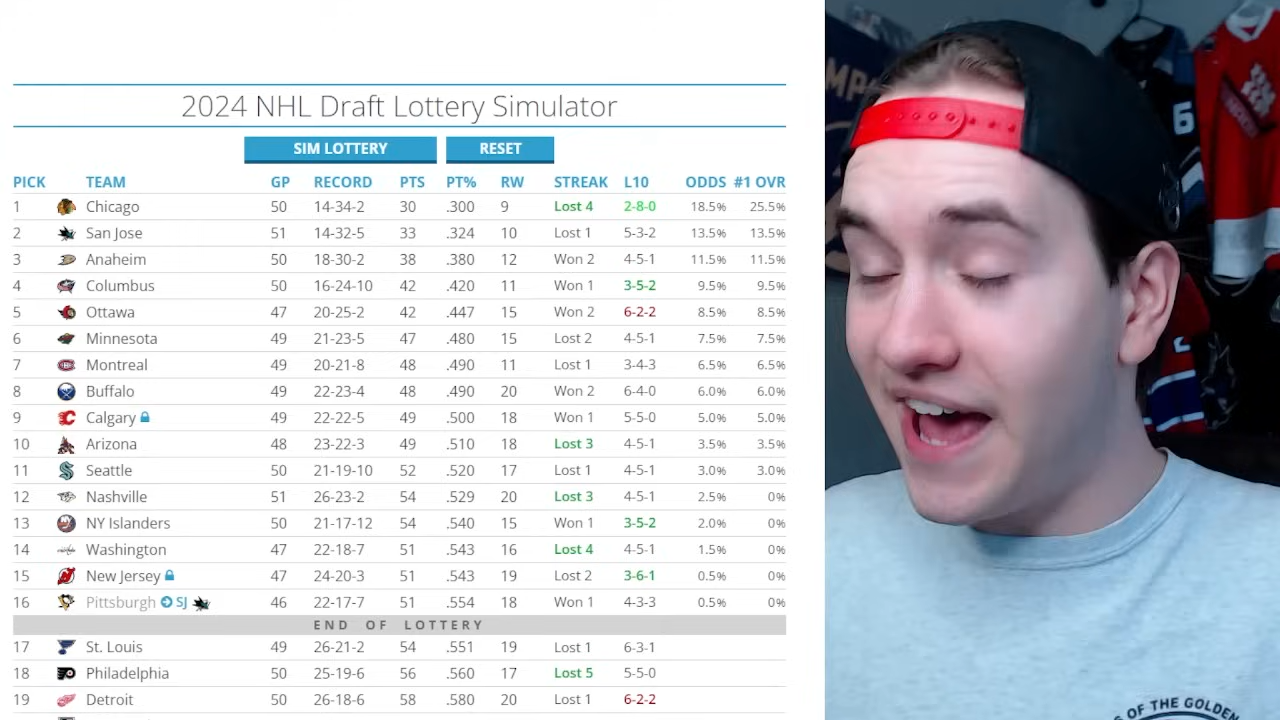 2024 NHL Draft Lottery Simulator
SIM LOTTERY RESET
PICK TEAM GP RECORD PTS PT% RW STREAK L10 ODDS #1 OVR
1 Chicago 50 14-34-2 30 .300 9 Lost 4 2-8-0 18.5% 25.5%
2 San Jose 51 14-32-5 33 .324 10 Lost 1 5-3-2 13.5% 13.5%
3 Anaheim 50 18-30-2 38 .380 12 Won 2 4-5-1 11.5% 11.5%
4 Columbus 50 16-24-10 42 .420 11 Won 1 3-5-2 9.5% 9.5%
5 Ottawa 47 20-25-2 42 .447 15 Won 2 6-2-2 8.5% 8.5%
6 Minnesota 49 21-23-5 47 .480 15 Lost 2 4-5-1 7.5% 7.5%
7 Montreal 49 20-21-8 48 .490 11 Lost 1 3-4-3 6.5% 6.5%
8 Buffalo 49 22-23-4 48 .490 20 Won 2 6-4-0 6.0% 6.0%
9 Calgary 49 22-22-5 49 .500 18 Won 1 5-5-0 5.0% 5.0%
10 Arizona 48 23-22-3 49 .510 18 Lost 3 4-5-1 3.5% 3.5%
11 Seattle 50 21-19-10 52 .520 17 Lost 1 4-5-1 3.0% 3.0%
12 Nashville 51 26-23-2 54 .529 20 Lost 3 4-5-1 2.5% 0%
13 NY Islanders 50 21-17-12 54 .540 15 Won 1 3-5-2 2.0% 0%
14 Washington 47 22-18-7 51 .543 16 Lost 4 4-5-1 1.5% 0%
15 New Jersey 47 24-20-3 51 .543 19 Lost 2 3-6-1 0.5% 0%
16 Pittsburgh SJ 46 22-17-7 51 .554 18 Won 1 4-3-3 0.5% 0%
END OF LOTTERY
17 St. Louis 49 26-21-2 54 .551 19 Lost 1 6-3-1
18 Philadelphia 50 25-19-6 56 .560 17 Lost 5 5-5-0
19 Detroit 50 26-18-6 58 .580 20 Lost 1 6-2-2
6
OF THE GOLDEN